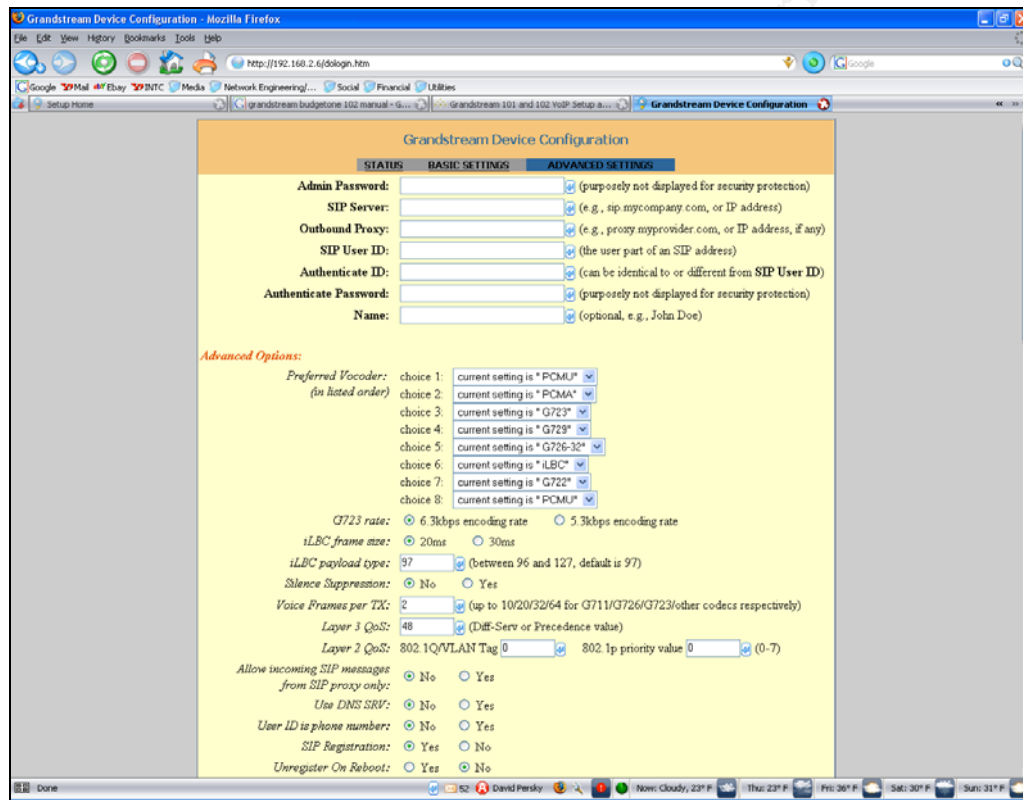 Grandstream Device Configuration - Mozilla Firefox
File Edit View History Bookmarks Tools Help
http://192.168.2.6/dologin.htm
Google
Google Mail Ebay INTC Media Network Engineering/... Social Financial Utilities
Setup Home grandstream budgetone 102 manual - G... Grandstream 101 and 102 VoIP Setup a... Grandstream Device Configuration
Grandstream Device Configuration
STATUS BASIC SETTINGS ADVANCED SETTINGS
Admin Password: (purposely not displayed for security protection)
SIP Server: (e.g., sip.mycompany.com, or IP address)
Outbound Proxy: (e.g., proxy.myprovider.com, or IP address, if any)
SIP User ID: (the user part of an SIP address)
Authenticate ID: (can be identical to or different from SIP User ID)
Authenticate Password: (purposely not displayed for security protection)
Name: (optional, e.g., John Doe)
Advanced Options:
Preferred Vocoder: choice 1: current setting is " PCMU"
(in listed order) choice 2: current setting is " PCMA"
choice 3: current setting is " G723"
choice 4: current setting is " G729"
choice 5: current setting is " G726-32"
choice 6: current setting is " iLBC"
choice 7: current setting is " G722"
choice 8: current setting is " PCMU"
G723 rate: 6.3kbps encoding rate 5.3kbps encoding rate
iLBC frame size: 20ms 30ms
iLBC payload type: 97 (between 96 and 127, default is 97)
Silence Suppression: No Yes
Voice Frames per TX: 2 (up to 10/20/32/64 for G711/G726/G723/other codecs respectively)
Layer 3 QoS: 48 (Diff-Serv or Precedence value)
Layer 2 QoS: 802.1Q/VLAN Tag 0 802.1p priority value 0 (0-7)
Allow incoming SIP messages
from SIP proxy only: No Yes
Use DNS SRV: No Yes
User ID is phone number: No Yes
SIP Registration: Yes No
Unregister On Reboot: Yes No
Done 52 David Persky Now: Cloudy, 23° F Thu: 23° F Fri: 36° F Sat: 30° F Sun: 31° F